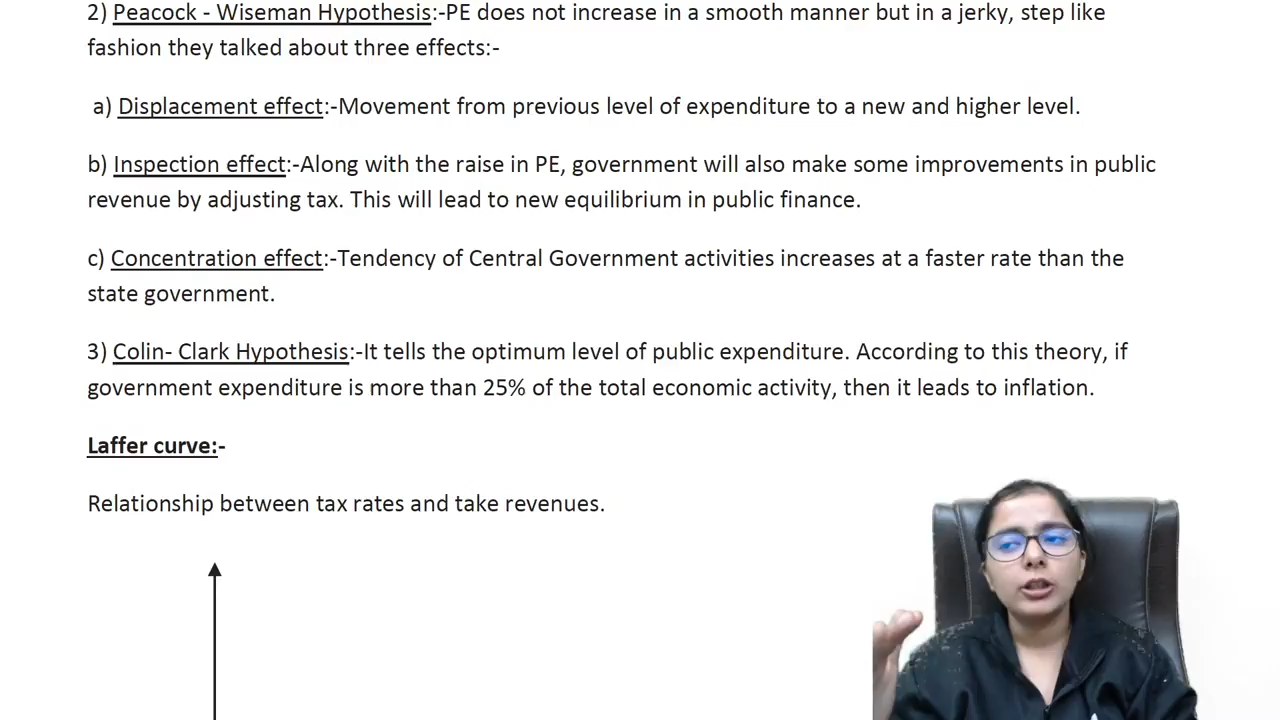 2) Peacock - Wiseman Hypothesis:-PE does not increase in a smooth manner but in a jerky, step like
fashion they talked about three effects:-
a) Displacement effect:-Movement from previous level of expenditure to a new and higher level.
b) Inspection effect:-Along with the raise in PE, government will also make some improvements in public
revenue by adjusting tax. This will lead to new equilibrium in public finance.
c) Concentration effect:-Tendency of Central Government activities increases at a faster rate than the
state government.
3) Colin- Clark Hypothesis:-It tells the optimum level of public expenditure. According to this theory, if
government expenditure is more than 25% of the total economic activity, then it leads to inflation.
Laffer curve:-
Relationship between tax rates and take revenues.